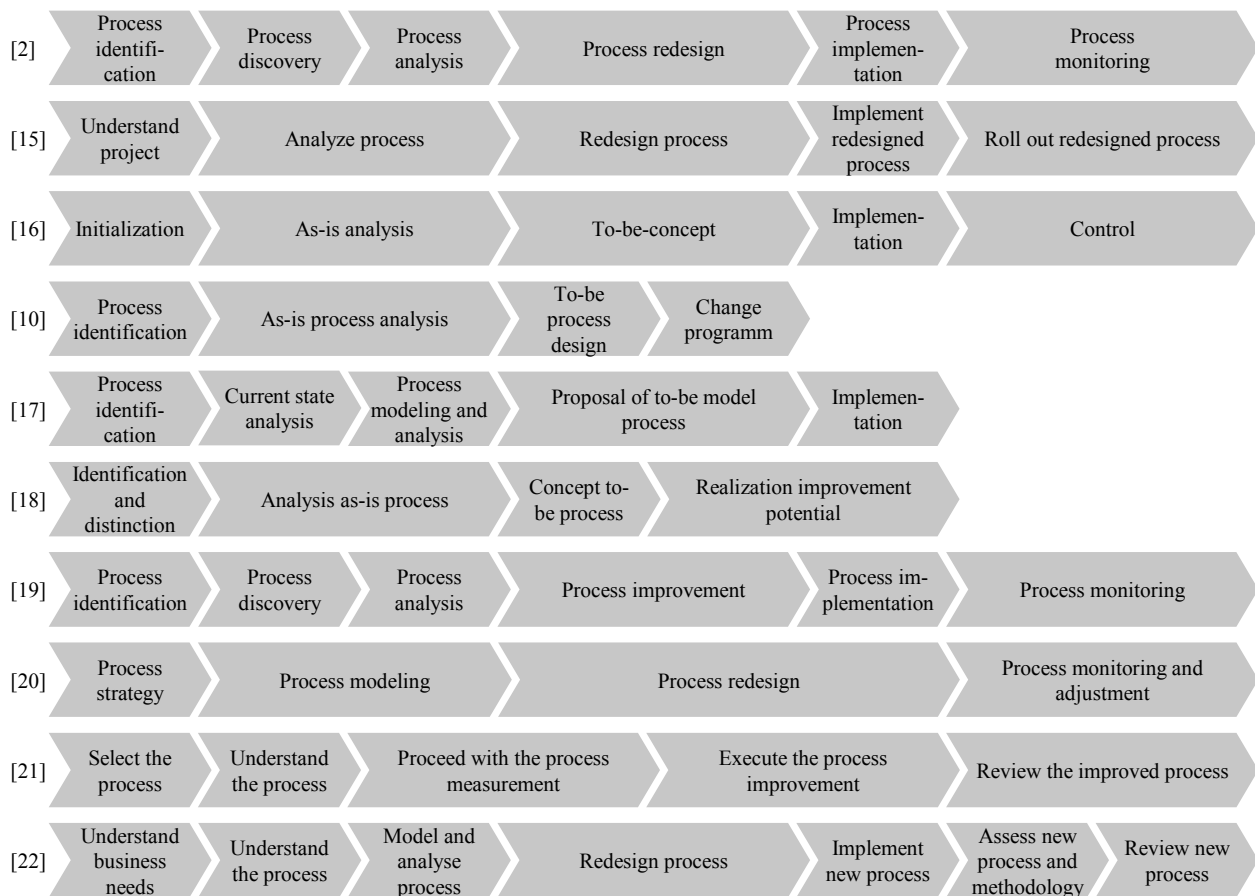 [2]
Process
identifi-
cation
Process
discovery
Process
analysis
Process redesign
Process
implemen-
tation
Process
monitoring
[15]
Understand
project
Analyze process
Redesign process
Implement
redesigned
process
Roll out redesigned process
[16]
Initialization
As-is analysis
To-be-concept
Implemen-
tation
Control
[10]
Process
identification
As-is process analysis
To-be
process
design
Change
programm
[17]
Process
identifi-
cation
Current state
analysis
Process
modeling and
analysis
Proposal of to-be model
process
Implemen-
tation
[18]
Identification
and
distinction
Analysis as-is process
Concept to-
be process
Realization improvement
potential
[19]
Process
identification
Process
discovery
Process
analysis
Process improvement
Process im-
plementation
Process monitoring
[20]
Process
strategy
Process modeling
Process redesign
Process monitoring and
adjustment
[21]
Select the
process
Understand
the process
Proceed with the process
measurement
Execute the process
improvement
Review the improved process
[22]
Understand
business
needs
Understand
the process
Model and
analyse
process
Redesign process
Implement
new process
Assess new
process and
methodology
Review new
process